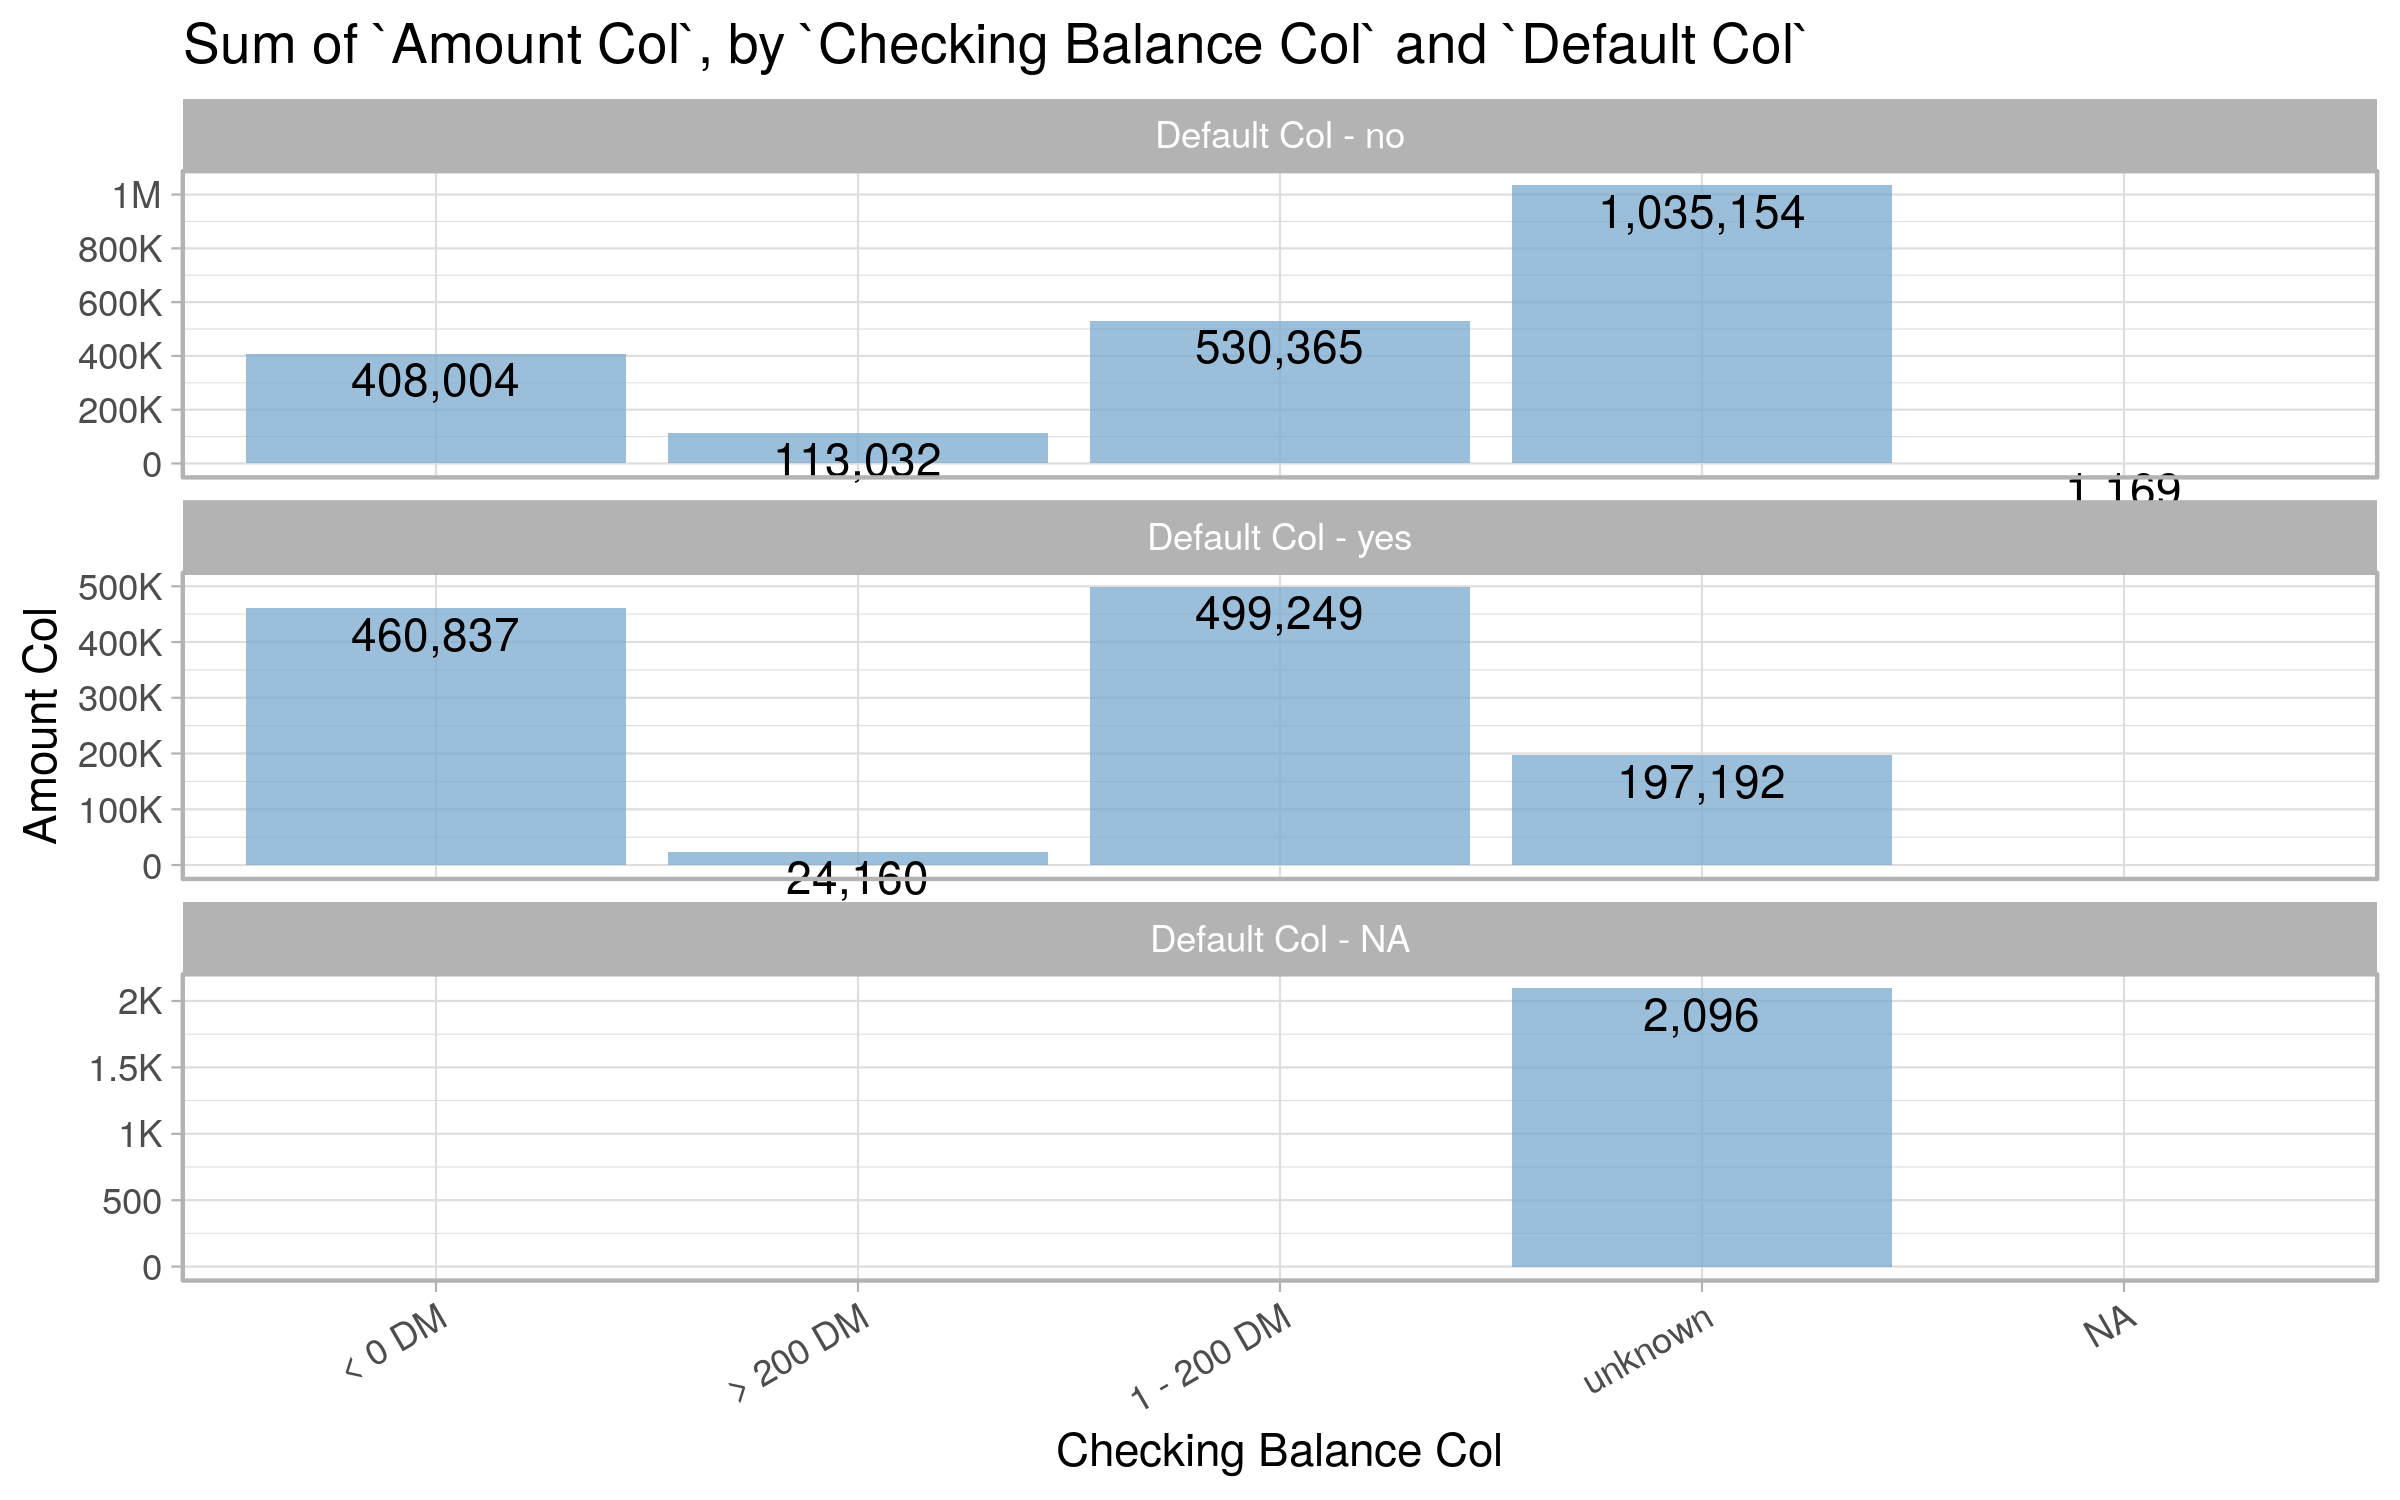 Sum of `Amount Col`, by `Checking Balance Col` and `Default Col`
Default Col - no
1M
800K
600K
400K
200K
0
408,004
113,032
530,365
1,035,154
1,169
Default Col - yes
500K
400K
300K
200K
100K
0
460,837
24,160
499,249
197,192
Default Col - NA
2K
1.5K
1K
500
0
2,096
Amount Col
< 0 DM
> 200 DM
1 - 200 DM
unknown
NA
Checking Balance Col